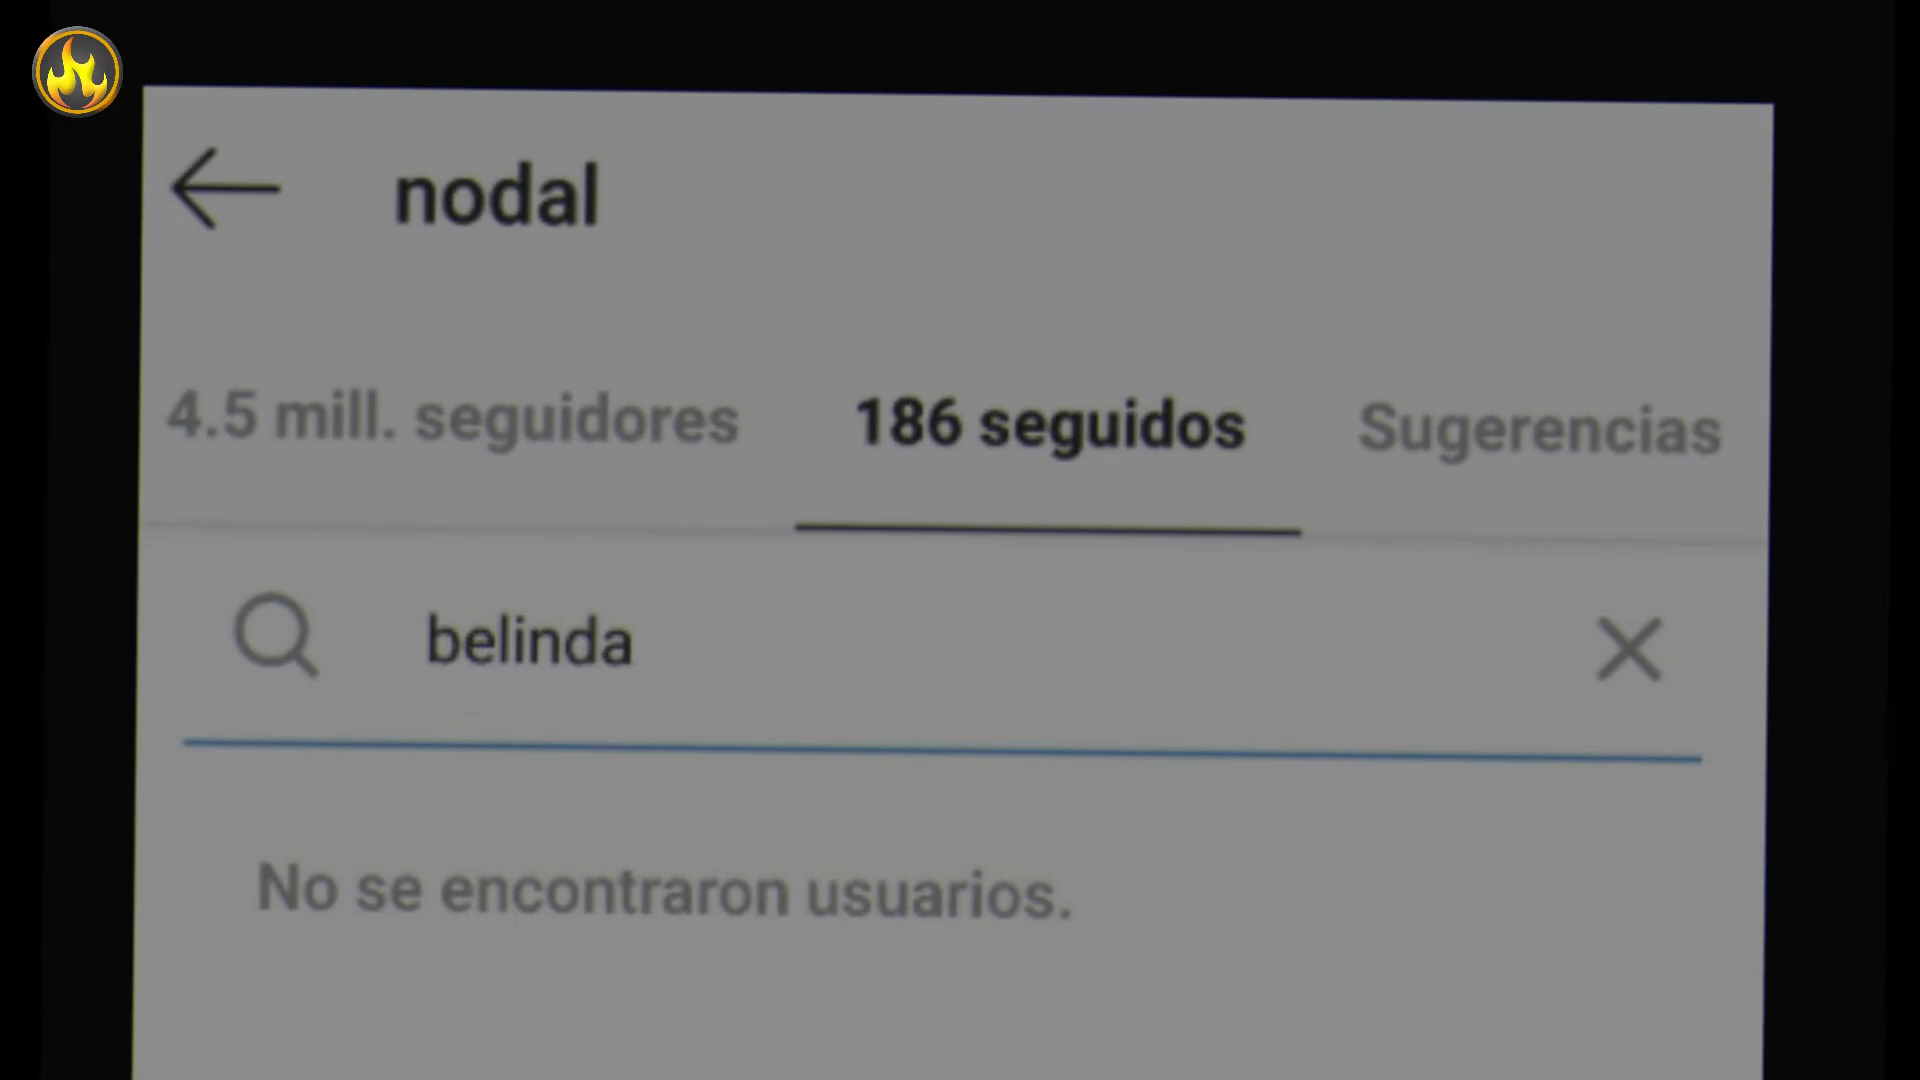 nodal
4.5 mill. seguidores 186 seguidos Sugerencias
belinda
No se encontraron usuarios.